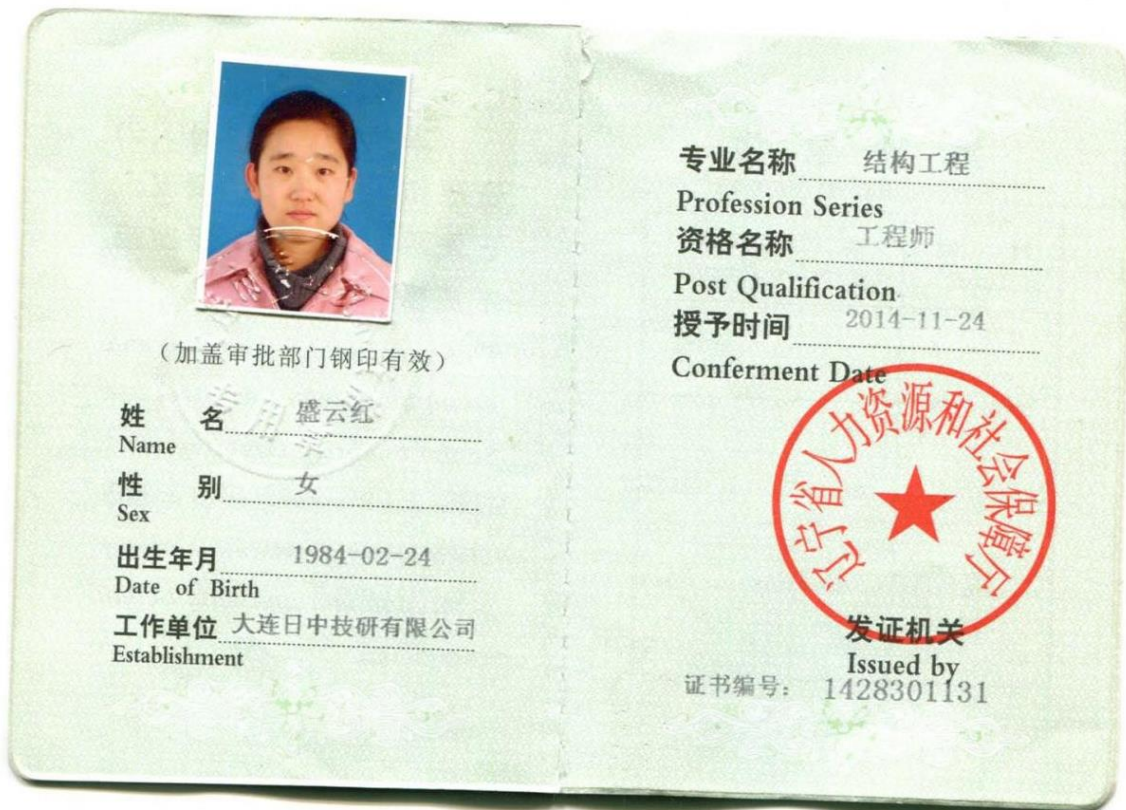 （加盖审批部门钢印有效）
专用章
姓 名 盛云红
Name
性 别 女
Sex
出生年月 1984-02-24
Date of Birth
工作单位 大连日中技研有限公司
Establishment
专业名称 结构工程
Profession Series
资格名称 工程师
Post Qualification
授予时间 2014-11-24
Conferment Date
辽宁省人力资源和社会保障厅
发证机关
Issued by
证书编号： 1428301131